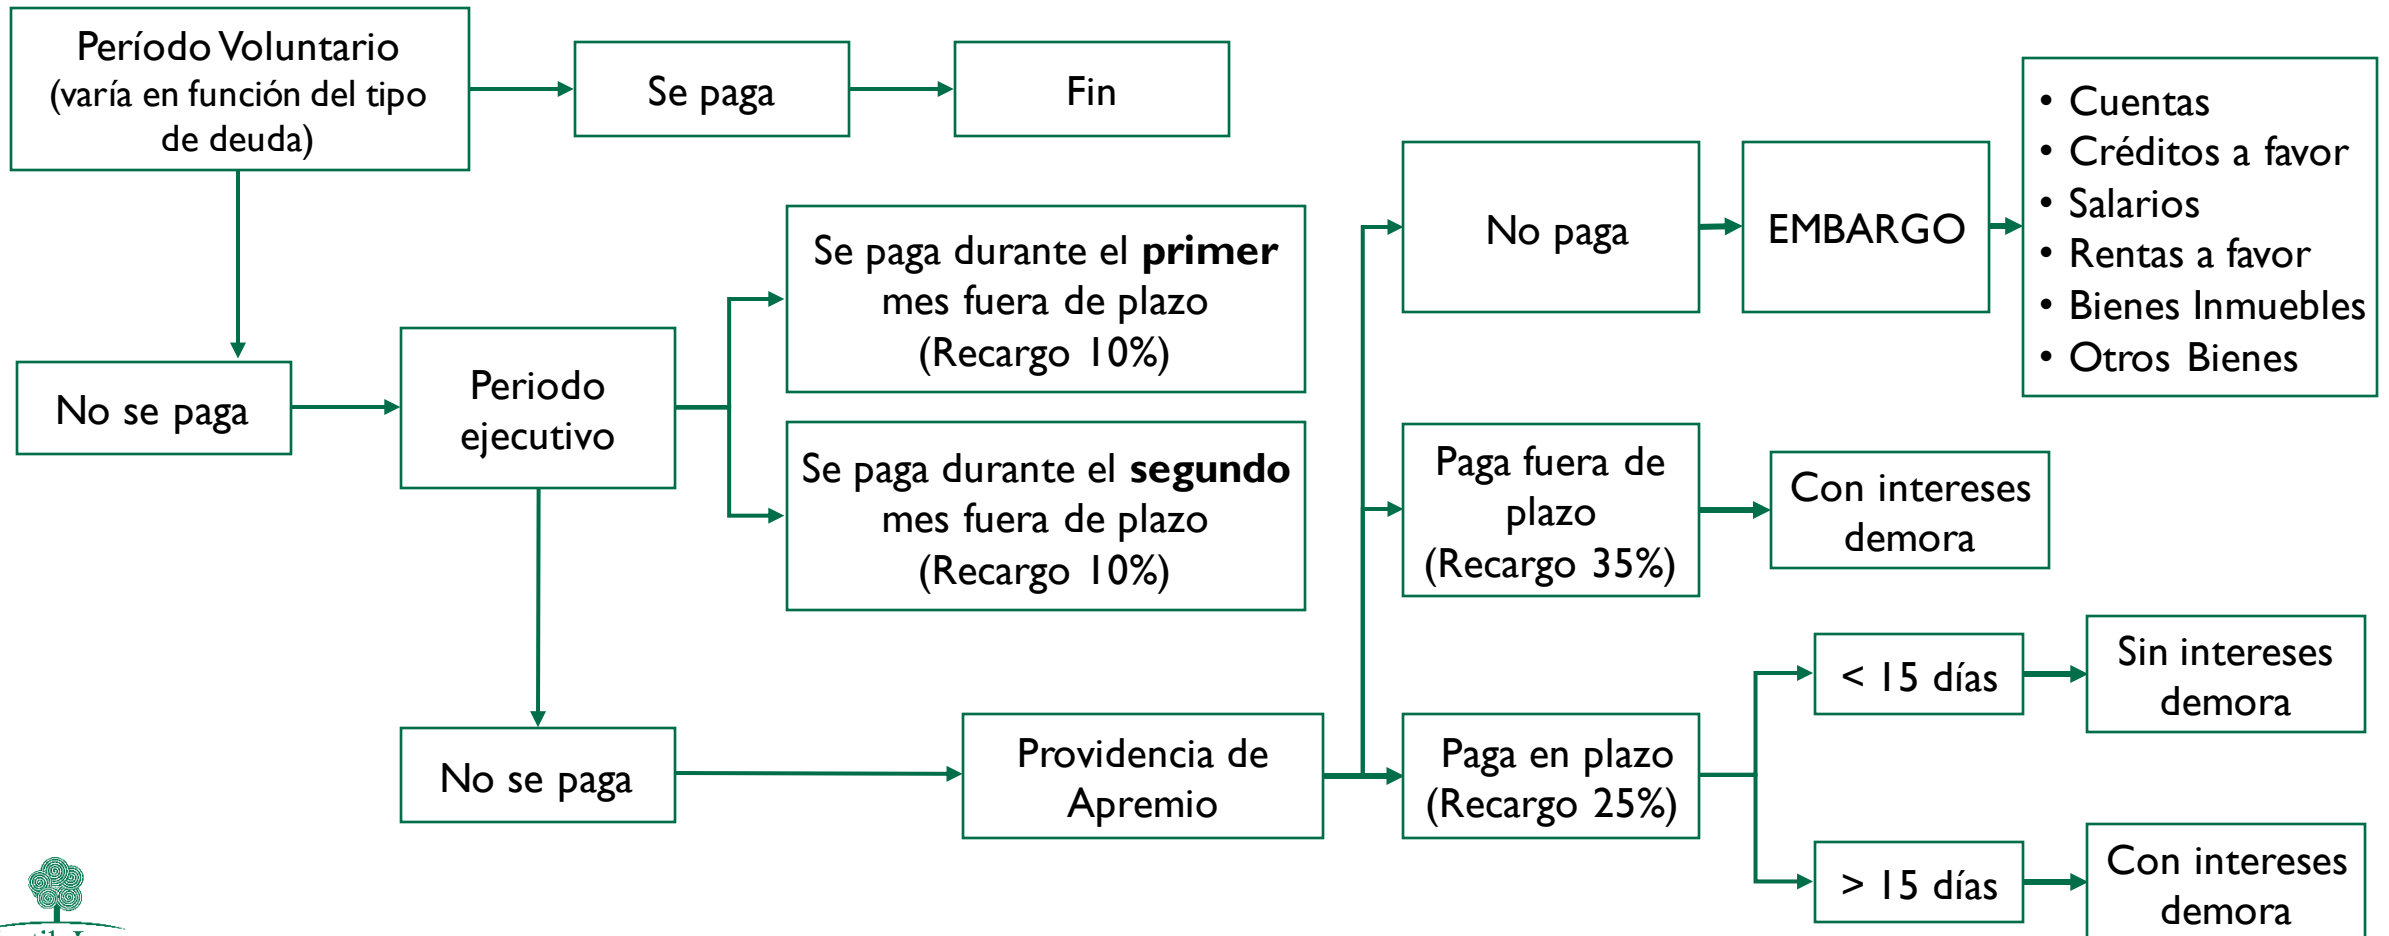 Período Voluntario
(varía en función del tipo
de deuda)
Se paga
Fin
• Cuentas
• Créditos a favor
• Salarios
• Rentas a favor
• Bienes Inmuebles
• Otros Bienes
No paga
EMBARGO
Se paga durante el primer
mes fuera de plazo
(Recargo 10%)
No se paga
Periodo
ejecutivo
Se paga durante el segundo
mes fuera de plazo
(Recargo 10%)
Paga fuera de
plazo
(Recargo 35%)
Con intereses
demora
No se paga
Providencia de
Apremio
Paga en plazo
(Recargo 25%)
< 15 días
Sin intereses
demora
> 15 días
Con intereses
demora